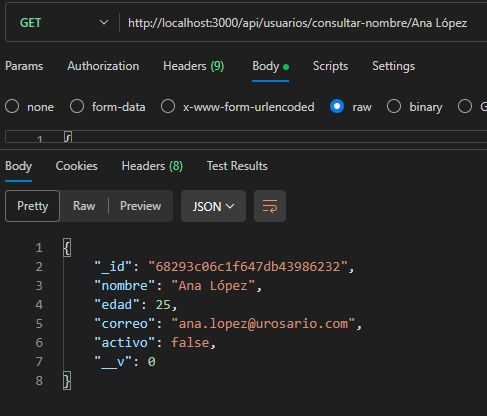 GET http://localhost:3000/api/usuarios/consultar-nombre/Ana López
Params Authorization Headers (9) Body Scripts Settings
none form-data x-www-form-urlencoded raw binary
1 {
Body Cookies Headers (8) Test Results
Pretty Raw Preview JSON
1 {
2 "_id": "68293c06c1f647db43986232",
3 "nombre": "Ana López",
4 "edad": 25,
5 "correo": "ana.lopez@urosario.com",
6 "activo": false,
7 "__v": 0
8 }